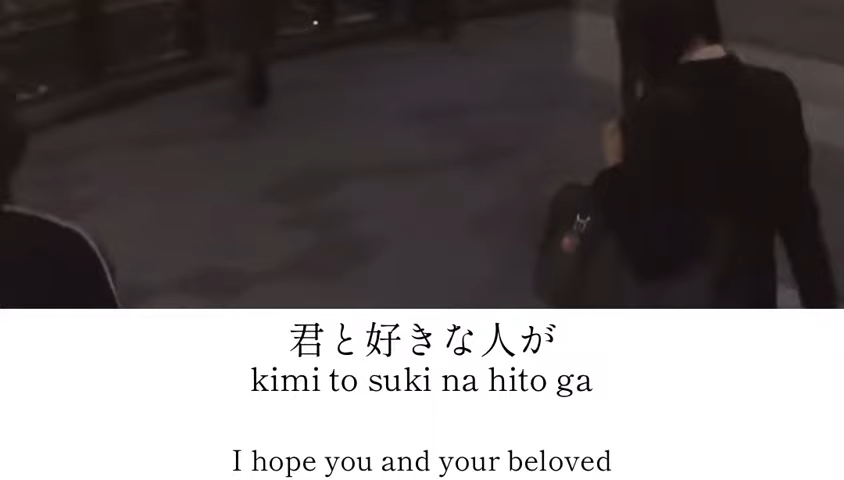 君と好きな人が
kimi to suki na hito ga
I hope you and your beloved